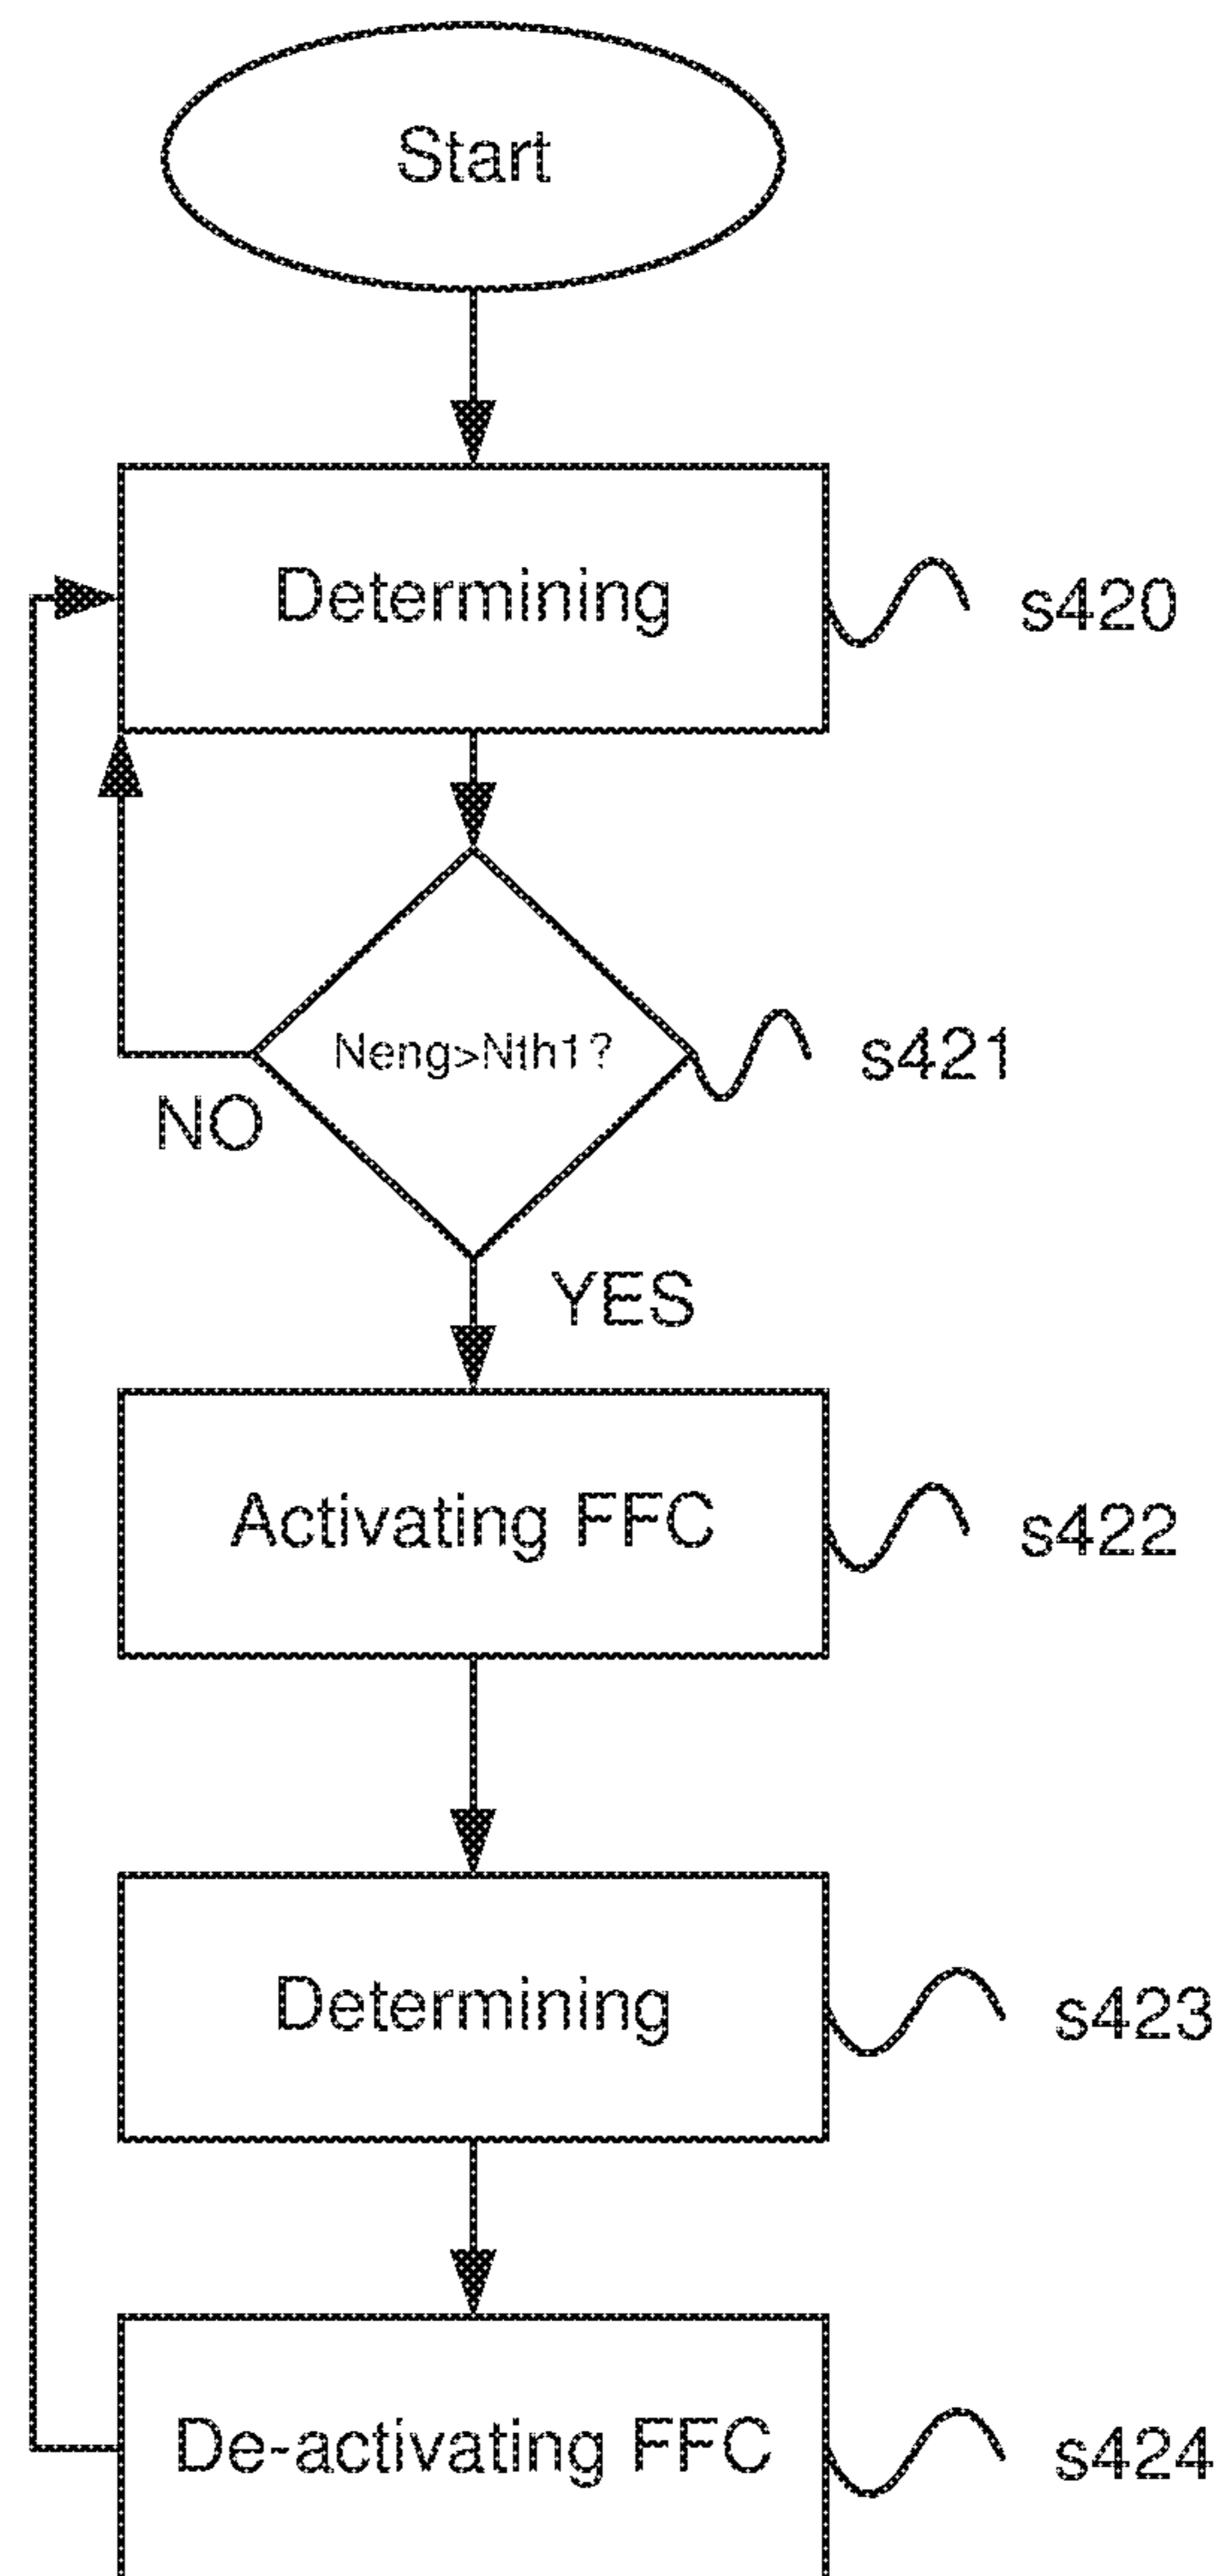 Start
Determining
s420
Neng>Nth1?
s421
NO
YES
Activating FFC
s422
Determining
s423
De-activating FFC
s424